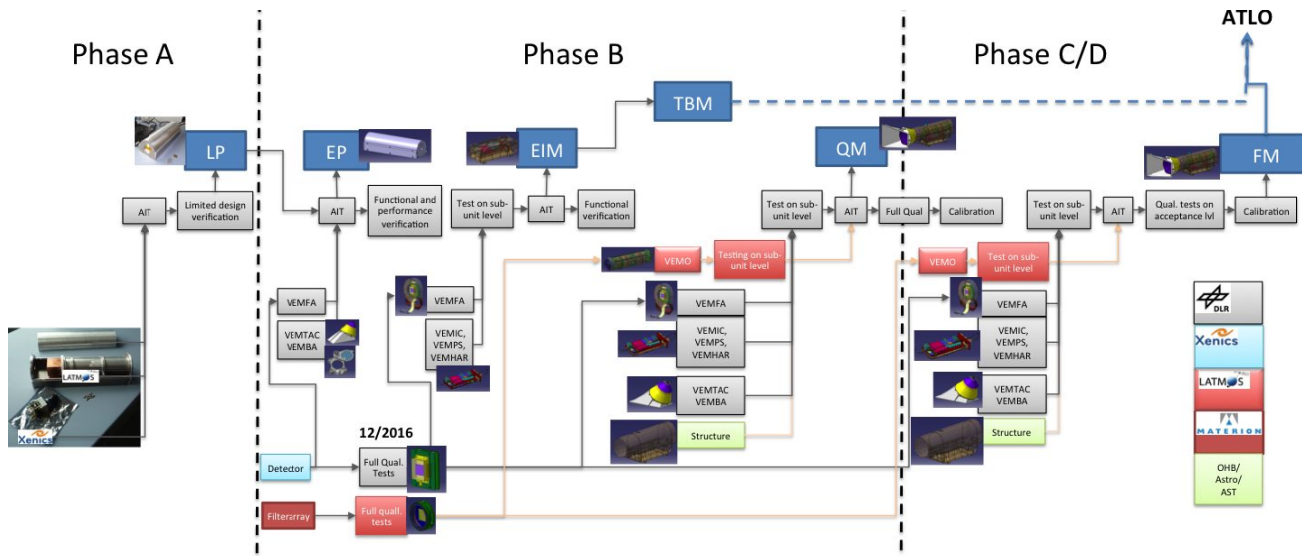 ATLO
Phase A
Phase B
Phase C/D
TBM
LP
EP
EIM
QM
FM
AIT
Limited design
verification
AIT
Functional and
performance
verification
Test on sub-
unit level
AIT
Functional
verification
Test on sub-
unit level
AIT
Full Qual
Calibration
Test on sub-
unit level
AIT
Qual. tests on
acceptance lvl
Calibration
VEMO
Testing on sub-
unit level
VEMO
Test on sub-
unit level
VEMFA
VEMTAC
VEMBA
VEMFA
VEMIC,
VEMPS,
VEMHAR
VEMFA
VEMIC,
VEMPS,
VEMHAR
VEMTAC
VEMBA
Structure
VEMFA
VEMIC,
VEMPS,
VEMHAR
VEMTAC
VEMBA
Structure
LATMOS
Xenics
12/2016
Detector
Full Qual.
Tests
Filterarray
Full quall.
tests
DLR
Xenics
LATMOS
MATERION
OHB/
Astro/
AST